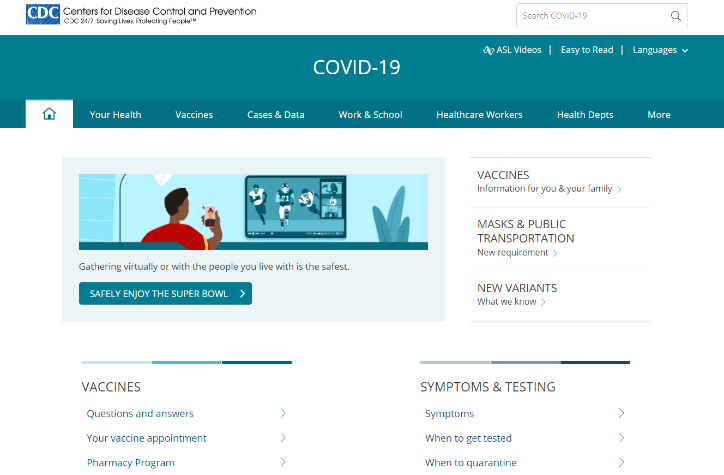 CDC Centers for Disease Control and Prevention
CDC 24/7: Saving Lives, Protecting People™
Search COVID-19
ASL Videos | Easy to Read | Languages
COVID-19
Your Health Vaccines Cases & Data Work & School Healthcare Workers Health Depts More
Gathering virtually or with the people you live with is the safest.
SAFELY ENJOY THE SUPER BOWL
VACCINES
Information for you & your family
MASKS & PUBLIC
TRANSPORTATION
New requirement
NEW VARIANTS
What we know
VACCINES
Questions and answers
Your vaccine appointment
Pharmacy Program
SYMPTOMS & TESTING
Symptoms
When to get tested
When to quarantine